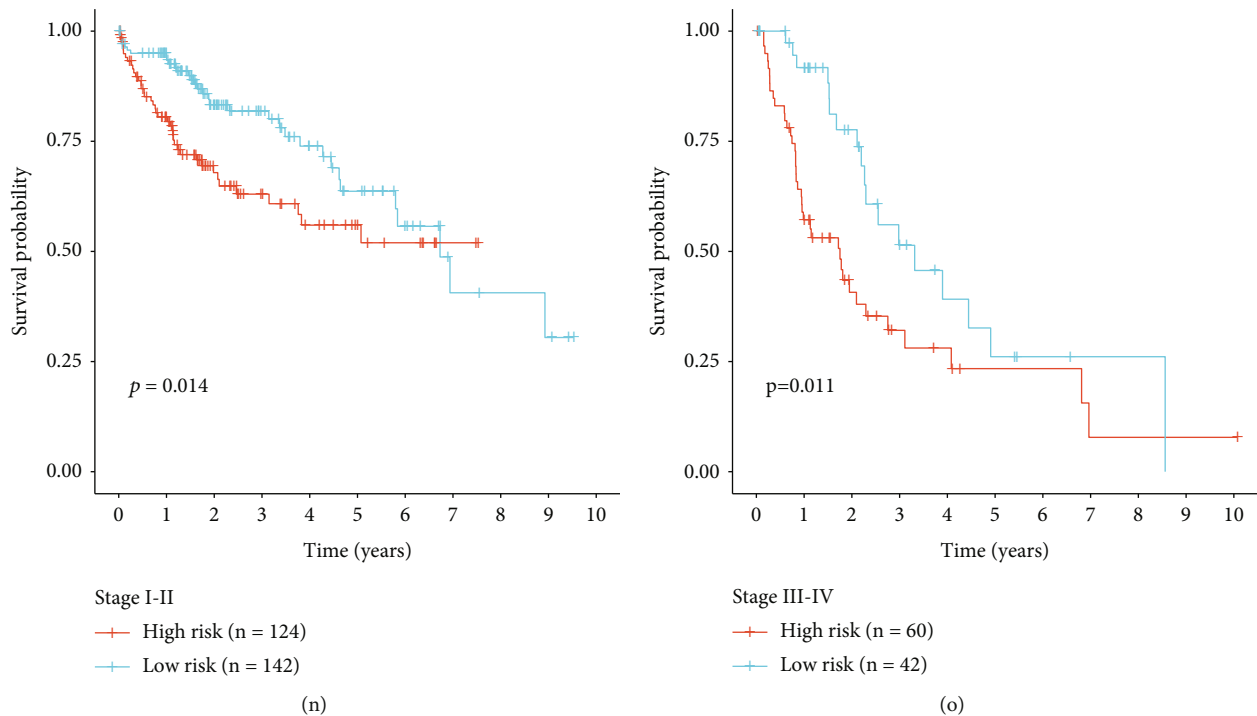 1.00
0.75
0.50
0.25
0.00
Survival probability
p = 0.014
0 1 2 3 4 5 6 7 8 9 10
Time (years)
Stage I-II
High risk (n = 124)
Low risk (n = 142)
(n)
1.00
0.75
0.50
0.25
0.00
Survival probability
p=0.011
0 1 2 3 4 5 6 7 8 9 10
Time (years)
Stage III-IV
High risk (n = 60)
Low risk (n = 42)
(o)